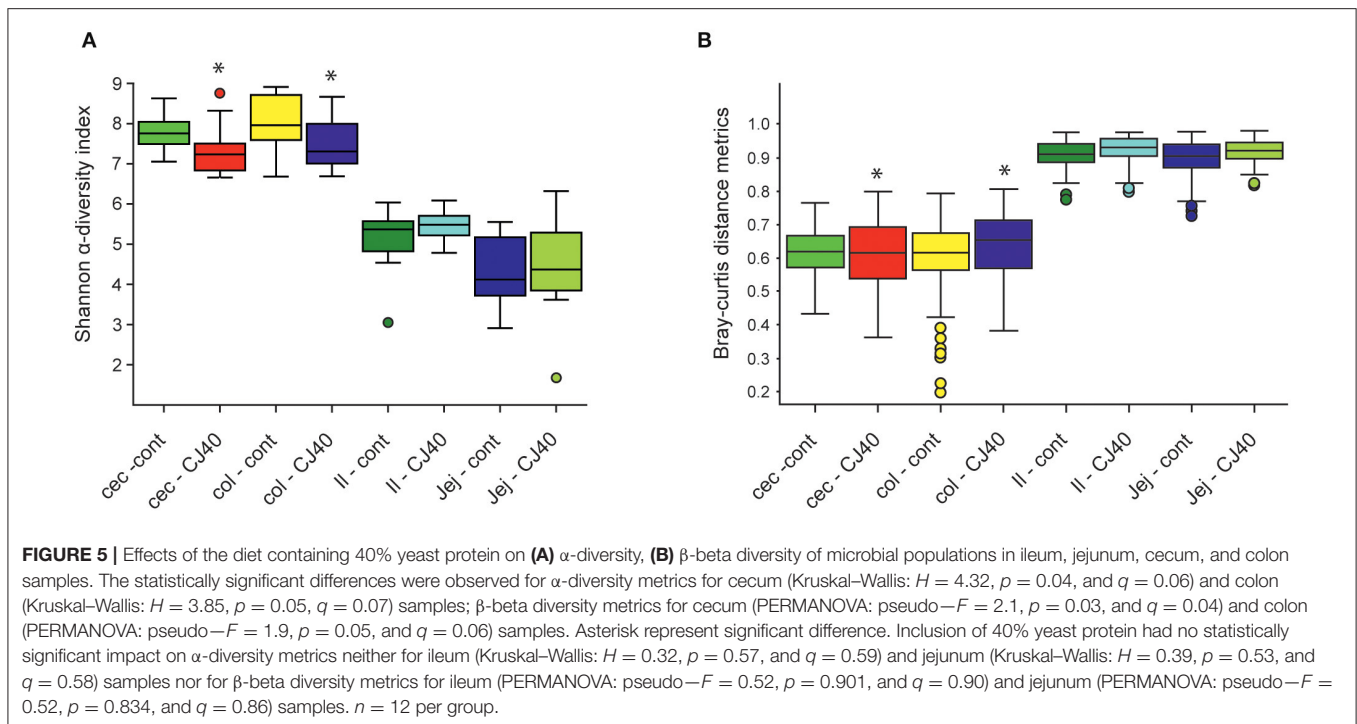 A
B
*
*
Shannon α-diversity index
9
8
7
6
5
4
3
2
cec -cont
cec - CJ40
col - cont
col - CJ40
Il - cont
Il - CJ40
Jej - cont
Jej - CJ40
*
*
Bray-curtis distance metrics
1.0
0.9
0.8
0.7
0.6
0.5
0.4
0.3
0.2
cec -cont
cec - CJ40
col - cont
col - CJ40
Il - cont
Il - CJ40
Jej - cont
Jej - CJ40
FIGURE 5 | Effects of the diet containing 40% yeast protein on (A) α-diversity, (B) β-beta diversity of microbial populations in ileum, jejunum, cecum, and colon
samples. The statistically significant differences were observed for α-diversity metrics for cecum (Kruskal–Wallis: H = 4.32, p = 0.04, and q = 0.06) and colon
(Kruskal–Wallis: H = 3.85, p = 0.05, q = 0.07) samples; β-beta diversity metrics for cecum (PERMANOVA: pseudo−F = 2.1, p = 0.03, and q = 0.04) and colon
(PERMANOVA: pseudo−F = 1.9, p = 0.05, and q = 0.06) samples. Asterisk represent significant difference. Inclusion of 40% yeast protein had no statistically
significant impact on α-diversity metrics neither for ileum (Kruskal–Wallis: H = 0.32, p = 0.57, and q = 0.59) and jejunum (Kruskal–Wallis: H = 0.39, p = 0.53, and
q = 0.58) samples nor for β-beta diversity metrics for ileum (PERMANOVA: pseudo−F = 0.52, p = 0.901, and q = 0.90) and jejunum (PERMANOVA: pseudo−F =
0.52, p = 0.834, and q = 0.86) samples. n = 12 per group.